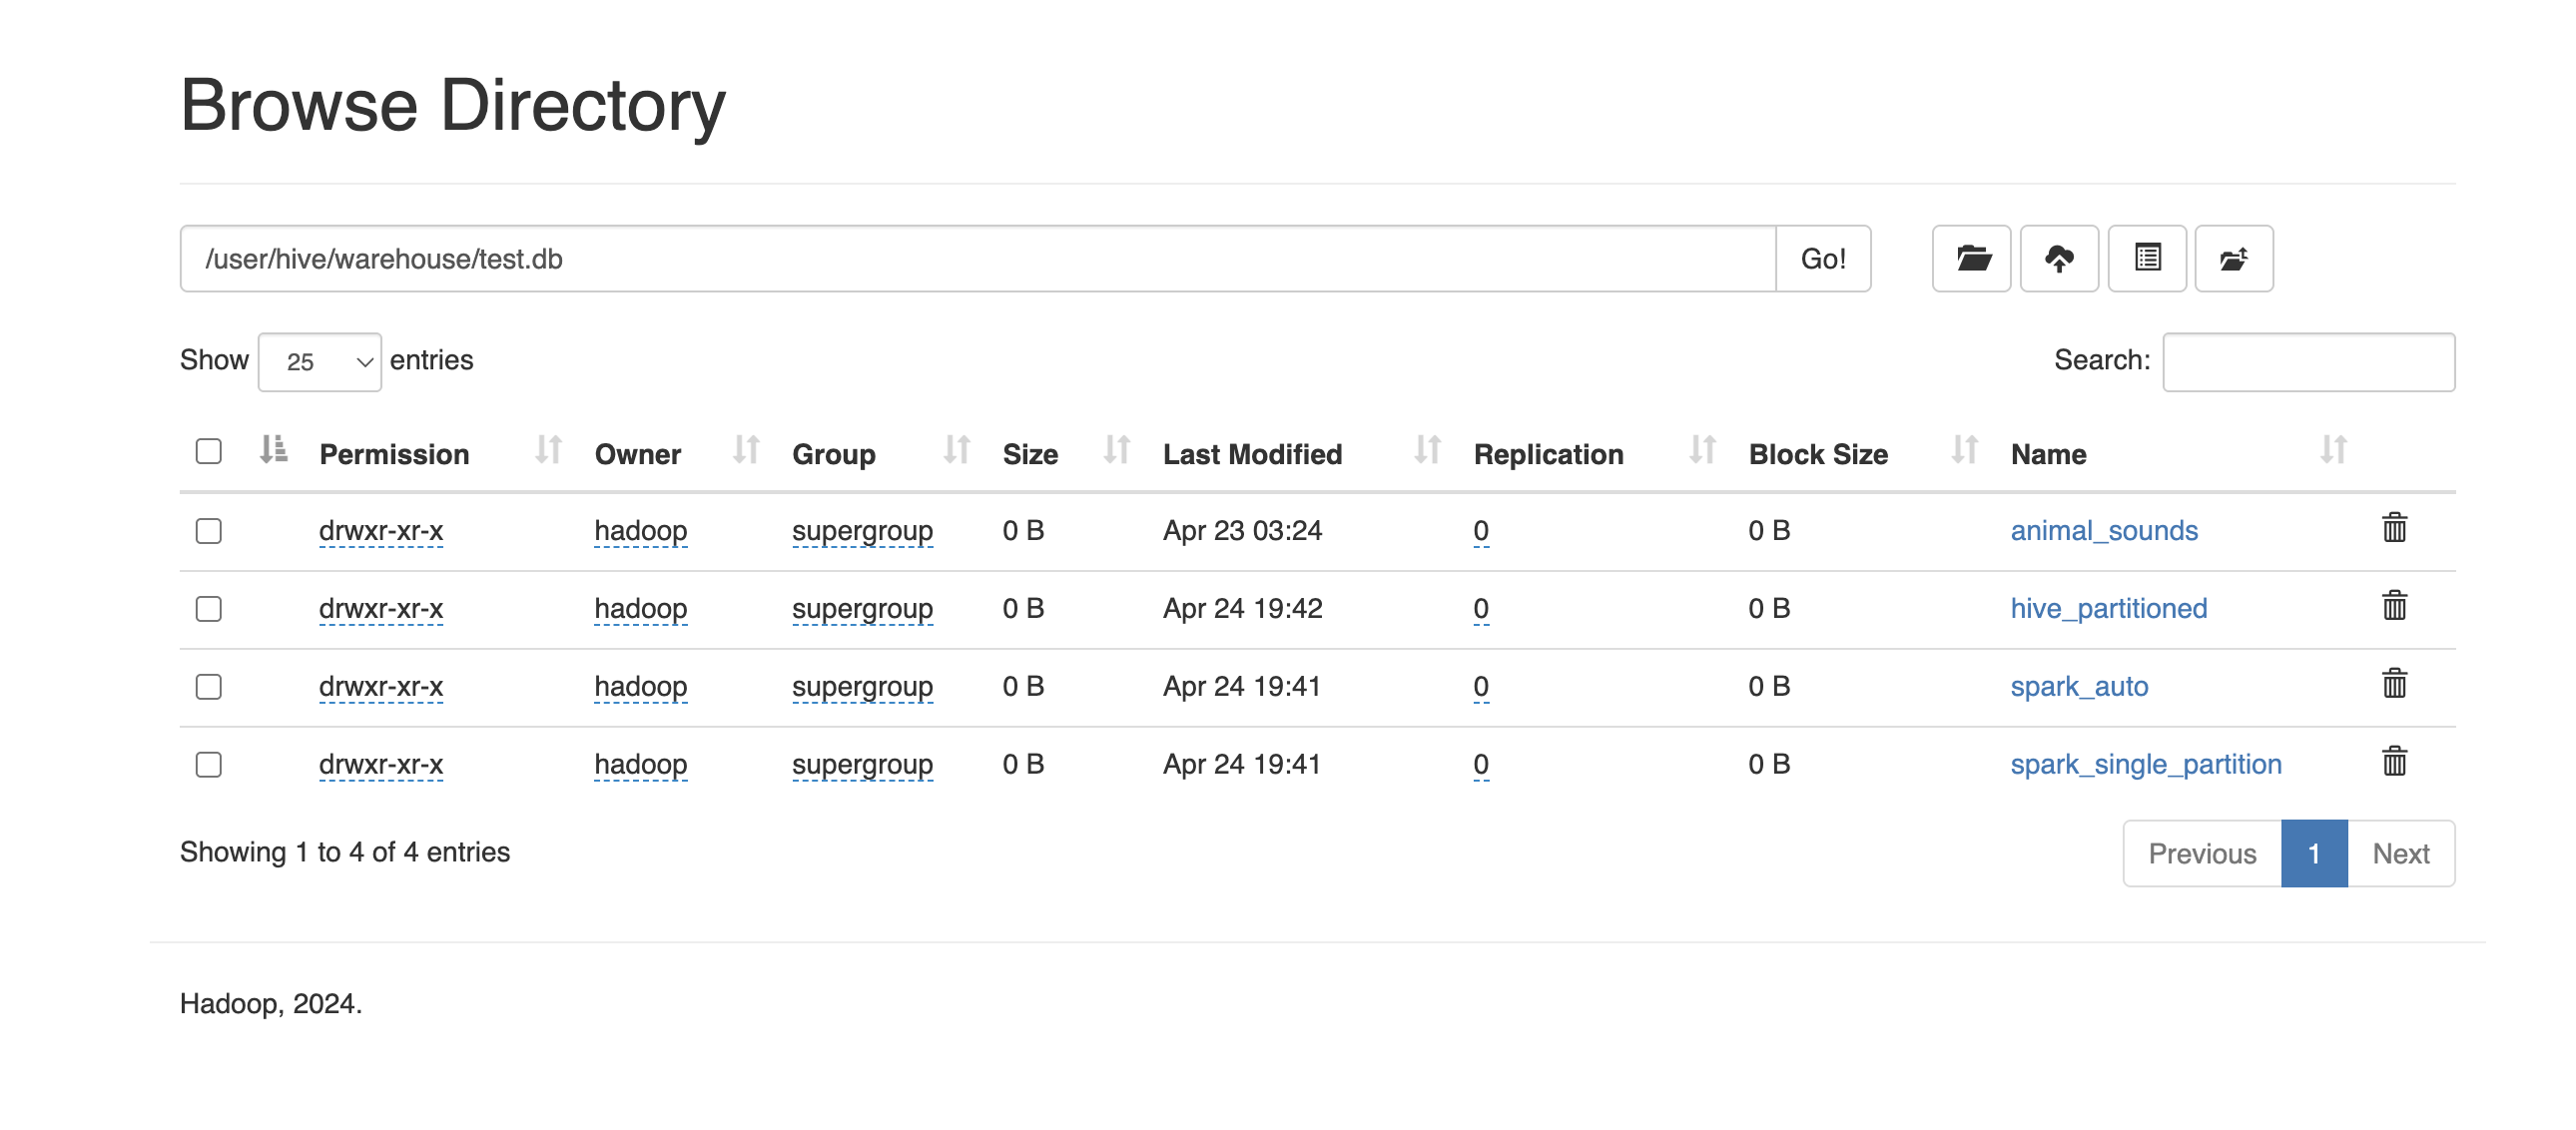 Browse Directory
/user/hive/warehouse/test.db Go!
Show 25 entries Search:
Permission Owner Group Size Last Modified Replication Block Size Name
drwxr-xr-x hadoop supergroup 0 B Apr 23 03:24 0 0 B animal_sounds
drwxr-xr-x hadoop supergroup 0 B Apr 24 19:42 0 0 B hive_partitioned
drwxr-xr-x hadoop supergroup 0 B Apr 24 19:41 0 0 B spark_auto
drwxr-xr-x hadoop supergroup 0 B Apr 24 19:41 0 0 B spark_single_partition
Showing 1 to 4 of 4 entries Previous 1 Next
Hadoop, 2024.